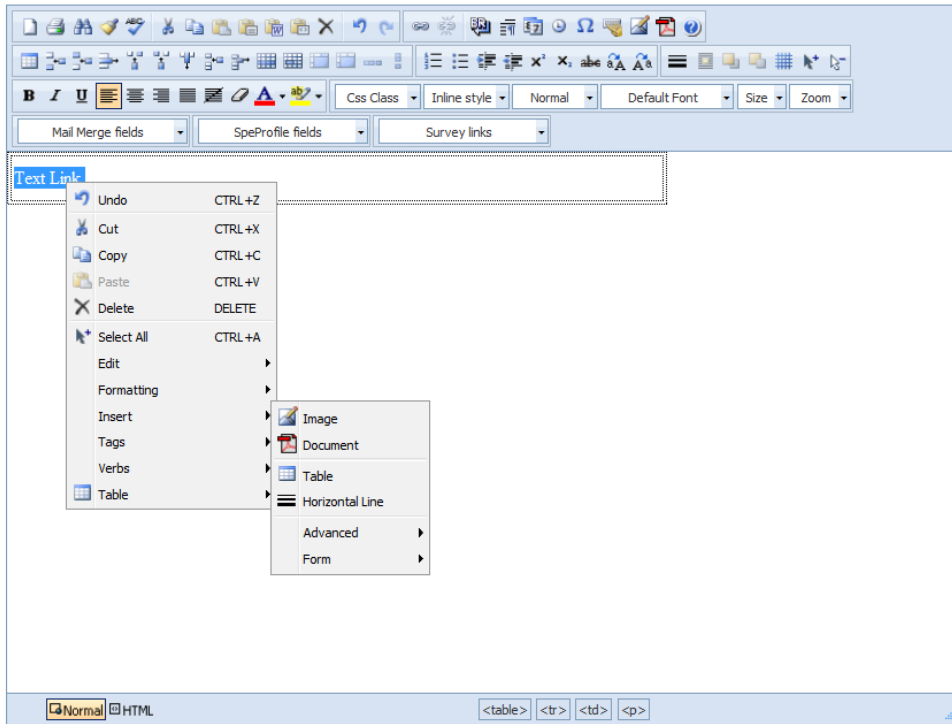 ABC
B I U Css Class Inline style Normal Default Font Size Zoom
Mail Merge fields SpeProfile fields Survey links
Text Link
Undo CTRL+Z
Cut CTRL+X
Copy CTRL+C
Paste CTRL+V
Delete DELETE
Select All CTRL+A
Edit
Formatting
Insert
Tags
Verbs
Table
Image
Document
Table
Horizontal Line
Advanced
Form
Normal HTML <table> <tr> <td> <p>